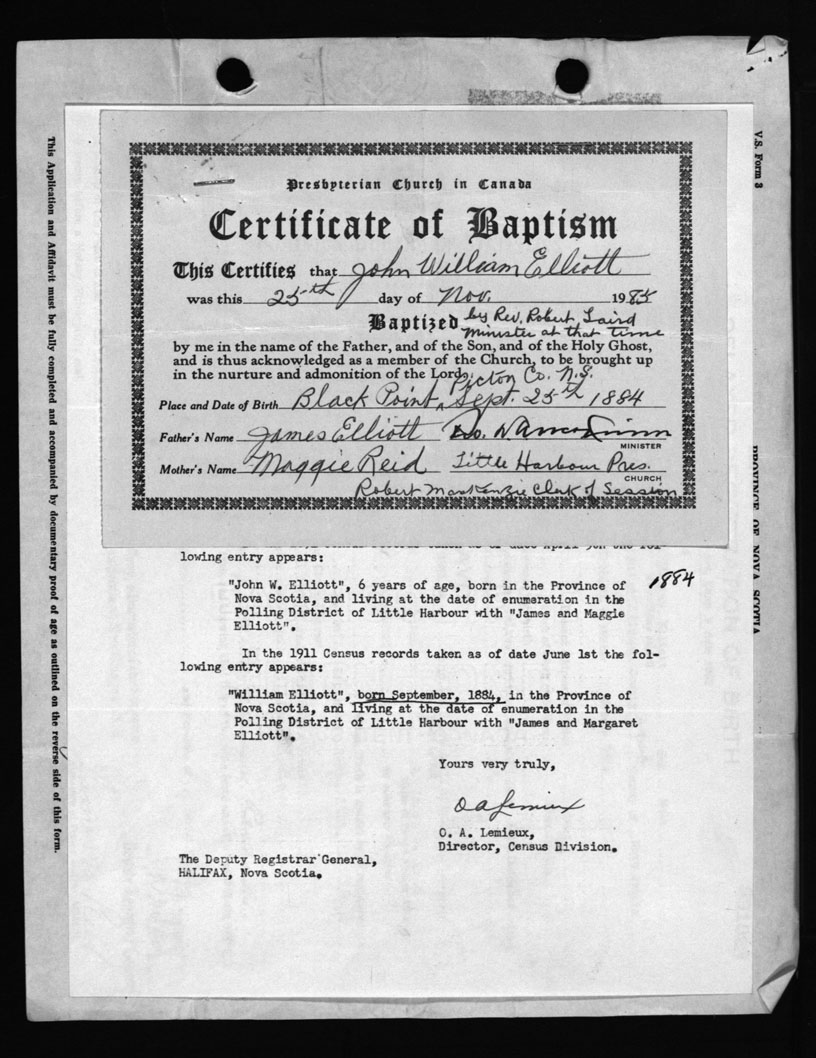 Presbyterian Church in Canada
Certificate of Baptism
This Certifies that John William Elliott
was this 25th day of Nov. 1985
Baptized by Rev. Robert Laird
Minister at that time
by me in the name of the Father, and of the Son, and of the Holy Ghost,
and is thus acknowledged as a member of the Church, to be brought up
in the nurture and admonition of the Lord.
Pictou Co. N.S.
Place and Date of Birth Black Point, Sept. 25th 1884
Father's Name James Elliott
MINISTER
Mother's Name Maggie Reid Little Harbour Pres.
CHURCH
Robert MacKenzie Clerk of Session
lowing entry appears:
"John W. Elliott", 6 years of age, born in the Province of 1884
Nova Scotia, and living at the date of enumeration in the
Polling District of Little Harbour with "James and Maggie
Elliott".
In the 1911 Census records taken as of date June 1st the fol-
lowing entry appears:
"William Elliott", born September, 1884, in the Province of
Nova Scotia, and living at the date of enumeration in the
Polling District of Little Harbour with "James and Margaret
Elliott".
Yours very truly,
O A Lemieux
O. A. Lemieux,
Director, Census Division.
The Deputy Registrar General,
HALIFAX, Nova Scotia.
This Application and Affidavit must be fully completed and accompanied by documentary proof of age as outlined on the reverse side of this form.
V.S. Form 3
PROVINCE OF NOVA SCOTIA